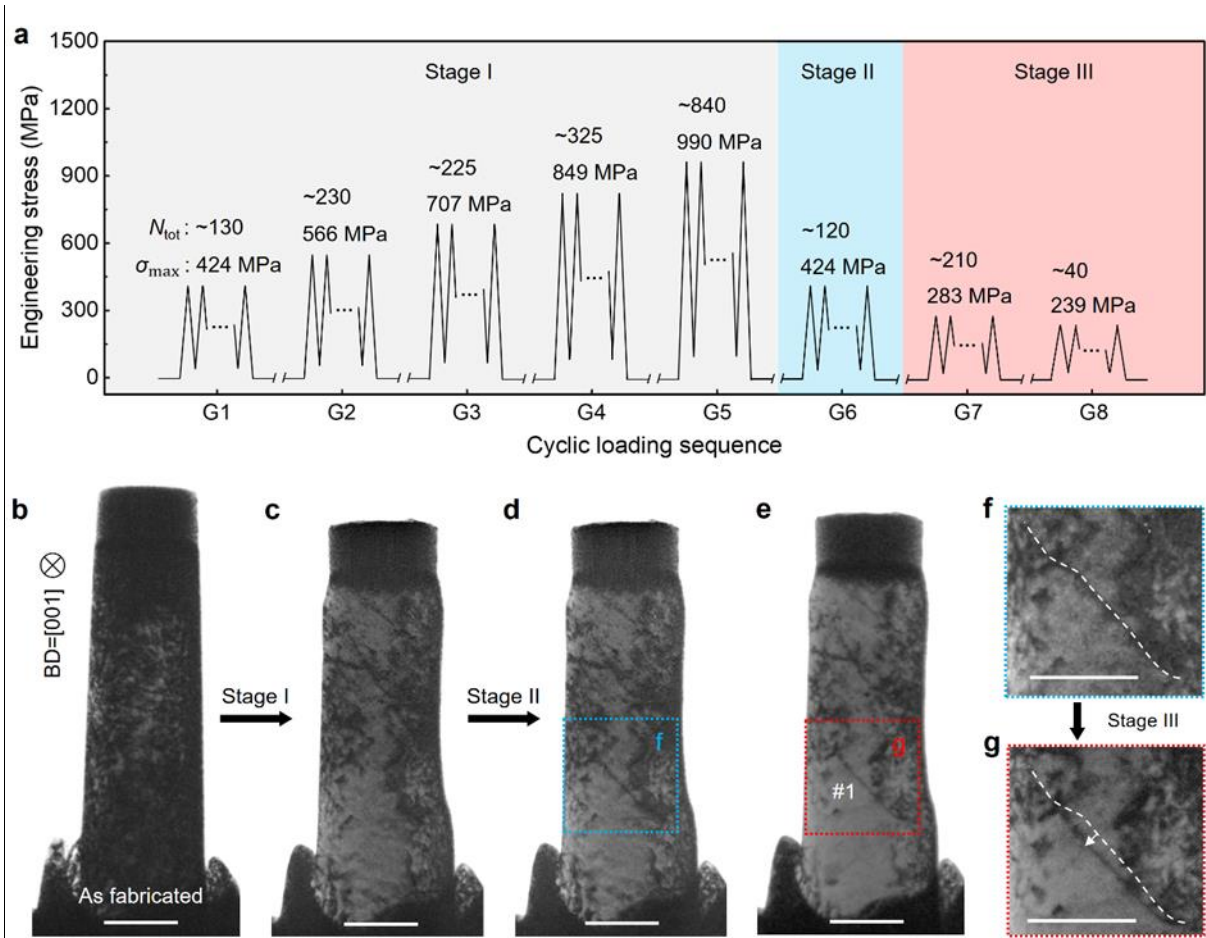 a
Engineering stress (MPa)
1500
1200
900
600
300
0
Stage I
Stage II
Stage III
N_tot : ~130
σ_max : 424 MPa
~230
566 MPa
~225
707 MPa
~325
849 MPa
~840
990 MPa
~120
424 MPa
~210
283 MPa
~40
239 MPa
G1 G2 G3 G4 G5 G6 G7 G8
Cyclic loading sequence
b
BD=[001]
As fabricated
Stage I
c
Stage II
d
f
e
g
#1
f
Stage III
g